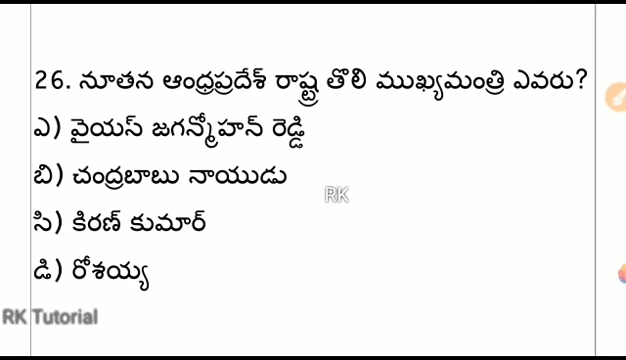 26. నూతన ఆంధ్రప్రదేశ్ రాష్ట్ర తొలి ముఖ్యమంత్రి ఎవరు?
ఎ) వైయస్ జగన్మోహన్ రెడ్డి
బి) చంద్రబాబు నాయుడు
RK
సి) కిరణ్ కుమార్
డి) రోశయ్య
RK Tutorial